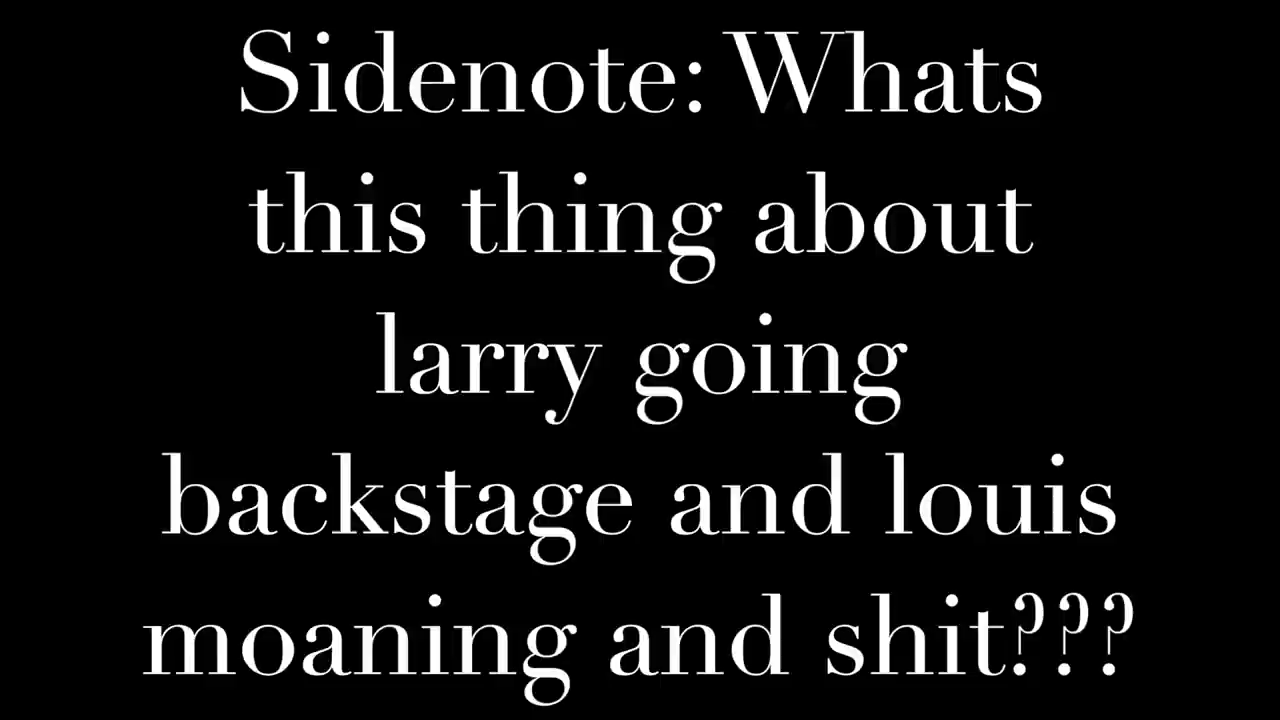 Sidenote: Whats
this thing about
larry going
backstage and louis
moaning and shit???